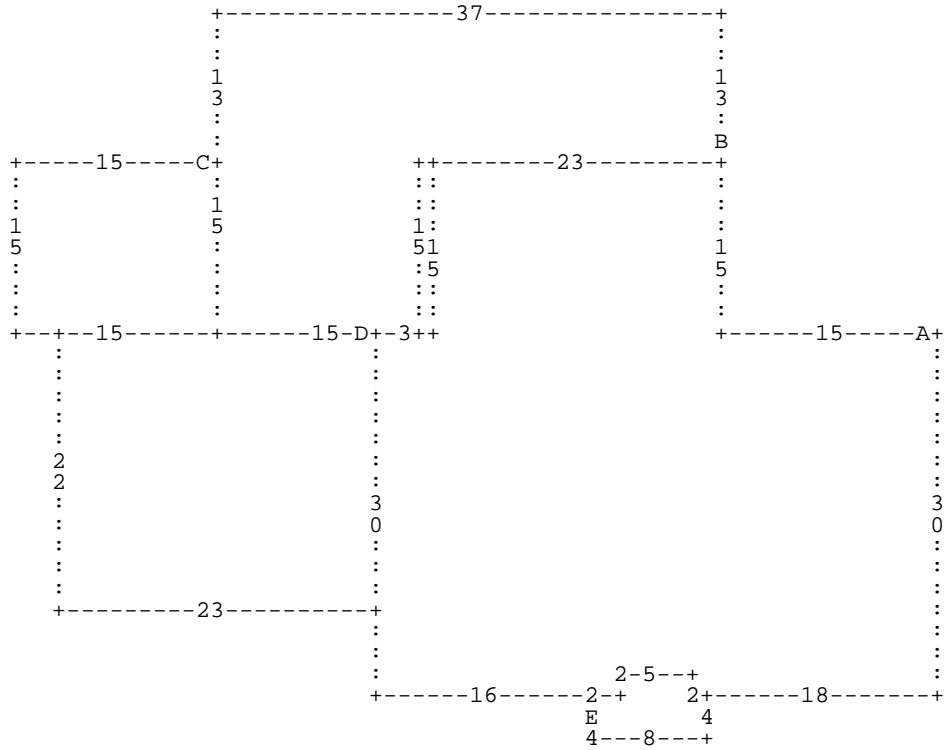 +----------------37----------------+
: :
: :
1 1
3 3
: :
: B
+-----15-----C+ ++--------23---------+
: : :: :
: 1 :: :
1 5 1: :
5 : 51 1
: : :5 5
: : :: :
: : :: :
+--+--15-------+------15-D+-3++ +------15-----A+
: : :
: : :
: : :
: : :
: : :
2 : :
2 : :
: 3 3
: 0 0
: : :
: : :
: : :
+---------23----------+ :
: :
: :
: 2-5--+ :
+------16------2-+ 2+------18-------+
E 4
4---8---+